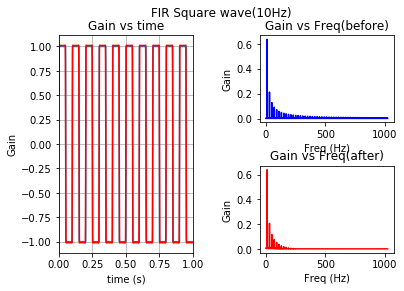 FIR Square wave(10Hz)
Gain vs time
Gain
1.00
0.75
0.50
0.25
0.00
−0.25
−0.50
−0.75
−1.00
0.00 0.25 0.50 0.75 1.00
time (s)
Gain vs Freq(before)
Gain
0.6
0.4
0.2
0.0
0 500 1000
Freq (Hz)
Gain vs Freq(after)
Gain
0.6
0.4
0.2
0.0
0 500 1000
Freq (Hz)